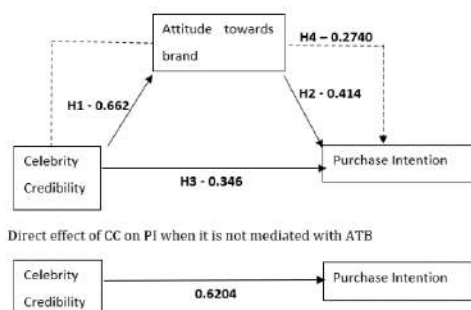 Attitude towards
brand
H4 – 0.2740
H1 - 0.662
H2 - 0.414
Celebrity
Credibility
H3 - 0.346
Purchase Intention
Direct effect of CC on PI when it is not mediated with ATB
Celebrity
Credibility
0.6204
Purchase Intention